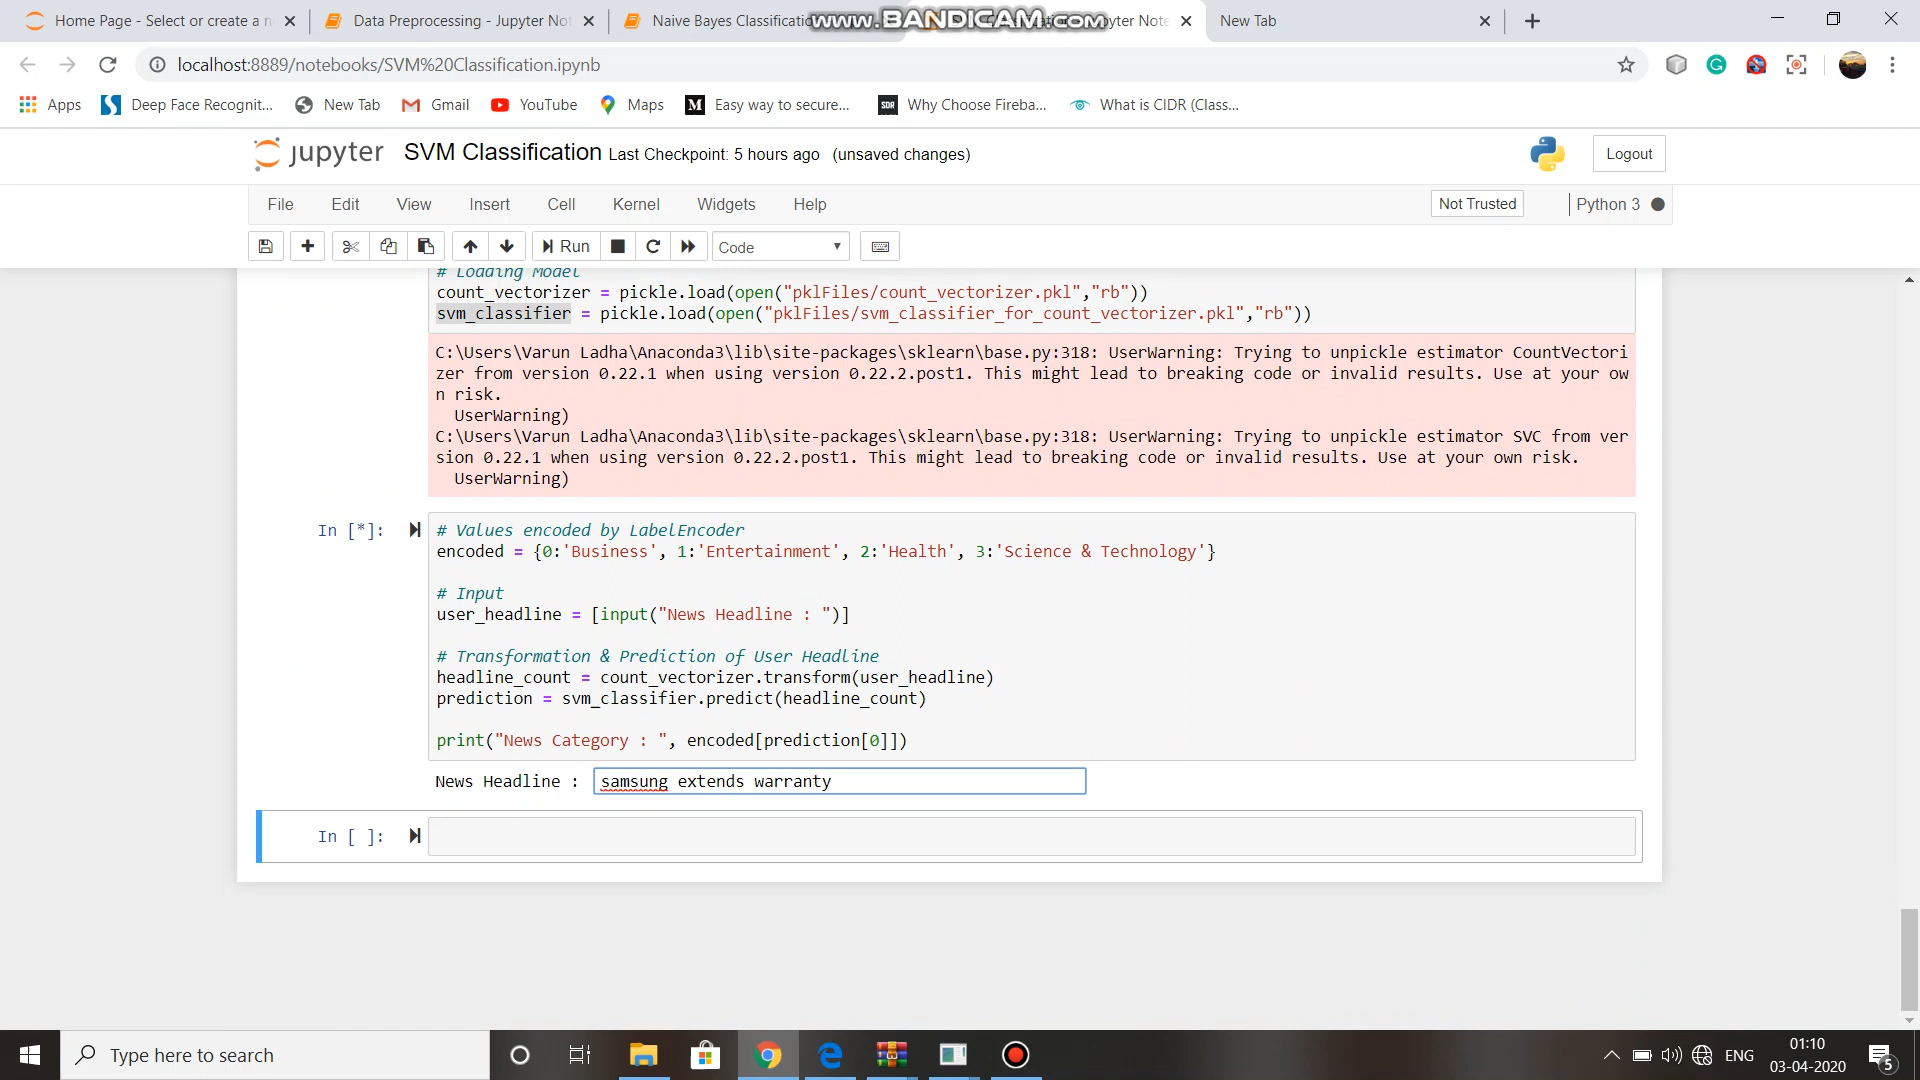 Home Page - Select or create a n
Data Preprocessing - Jupyter Not
Naive Bayes Classificatio
www.BANDICAM.com
Jupyter Note
New Tab
localhost:8889/notebooks/SVM%20Classification.ipynb
Apps
Deep Face Recognit...
New Tab
Gmail
YouTube
Maps
Easy way to secure...
SDR
Why Choose Fireba...
What is CIDR (Class...
jupyter
SVM Classification Last Checkpoint: 5 hours ago (unsaved changes)
Logout
File
Edit
View
Insert
Cell
Kernel
Widgets
Help
Not Trusted
Python 3
Run
Code
# Loading Model
count_vectorizer = pickle.load(open("pklFiles/count_vectorizer.pkl","rb"))
svm_classifier = pickle.load(open("pklFiles/svm_classifier_for_count_vectorizer.pkl","rb"))
C:\Users\Varun Ladha\Anaconda3\lib\site-packages\sklearn\base.py:318: UserWarning: Trying to unpickle estimator CountVectori
zer from version 0.22.1 when using version 0.22.2.post1. This might lead to breaking code or invalid results. Use at your ow
n risk.
UserWarning)
C:\Users\Varun Ladha\Anaconda3\lib\site-packages\sklearn\base.py:318: UserWarning: Trying to unpickle estimator SVC from ver
sion 0.22.1 when using version 0.22.2.post1. This might lead to breaking code or invalid results. Use at your own risk.
UserWarning)
In [*]:
# Values encoded by LabelEncoder
encoded = {0:'Business', 1:'Entertainment', 2:'Health', 3:'Science & Technology'}
# Input
user_headline = [input("News Headline : ")]
# Transformation & Prediction of User Headline
headline_count = count_vectorizer.transform(user_headline)
prediction = svm_classifier.predict(headline_count)
print("News Category : ", encoded[prediction[0]])
News Headline : samsung extends warranty
In [ ]:
Type here to search
ENG
01:10
03-04-2020
5